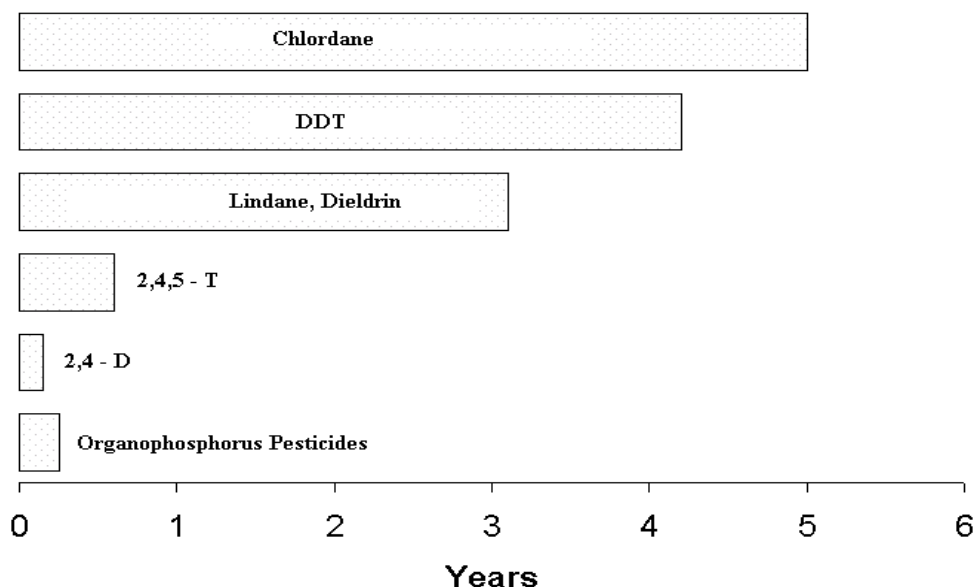 Chlordane
DDT
Lindane, Dieldrin
2,4,5 - T
2,4 - D
Organophosphorus Pesticides
0 1 2 3 4 5 6
Years